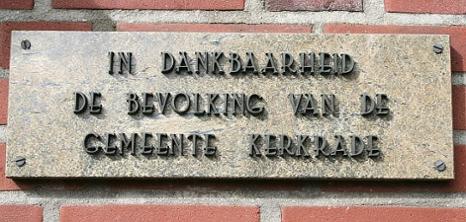 IN DANKBAARHEID
DE BEVOLKING VAN DE
GEMEENTE KERKRADE